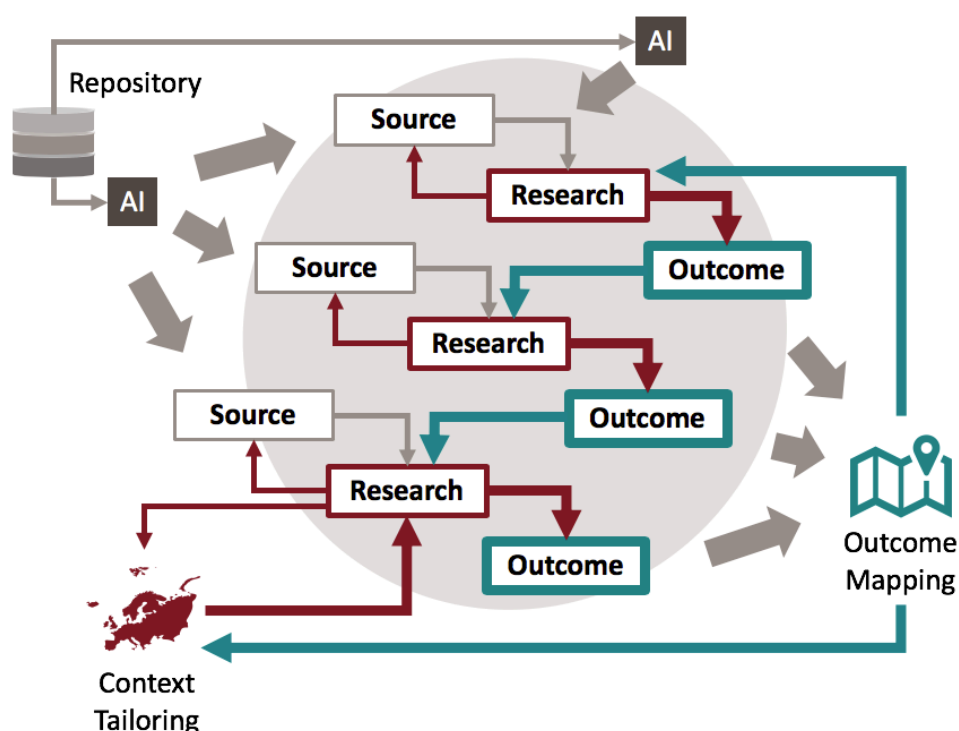 AI
Repository
Source
AI
Research
Source
Outcome
Research
Source
Outcome
Research
Outcome
Outcome
Mapping
Context
Tailoring